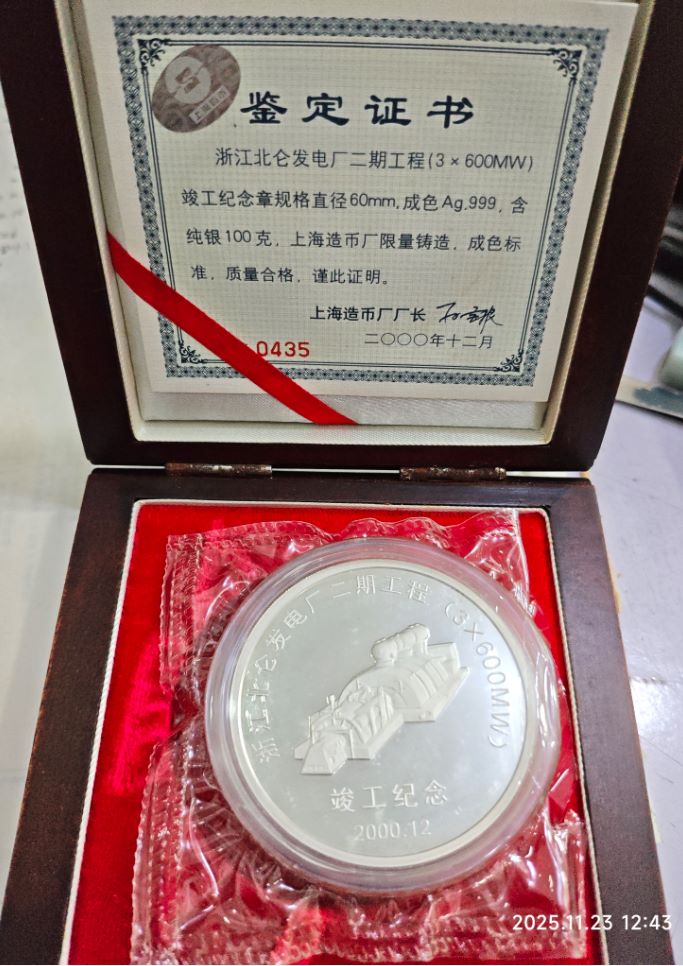 上海造币
鉴定证书
浙江北仑发电厂二期工程(3×600MW)
竣工纪念章规格直径60mm,成色Ag.999,含
纯银100克,上海造币厂限量铸造,成色标
准,质量合格,谨此证明。
上海造币厂厂长
二〇〇〇年十二月
0435
浙江北仑发电厂二期工程(3×600MW)
竣工纪念
2000.12
2025.11.23 12:43